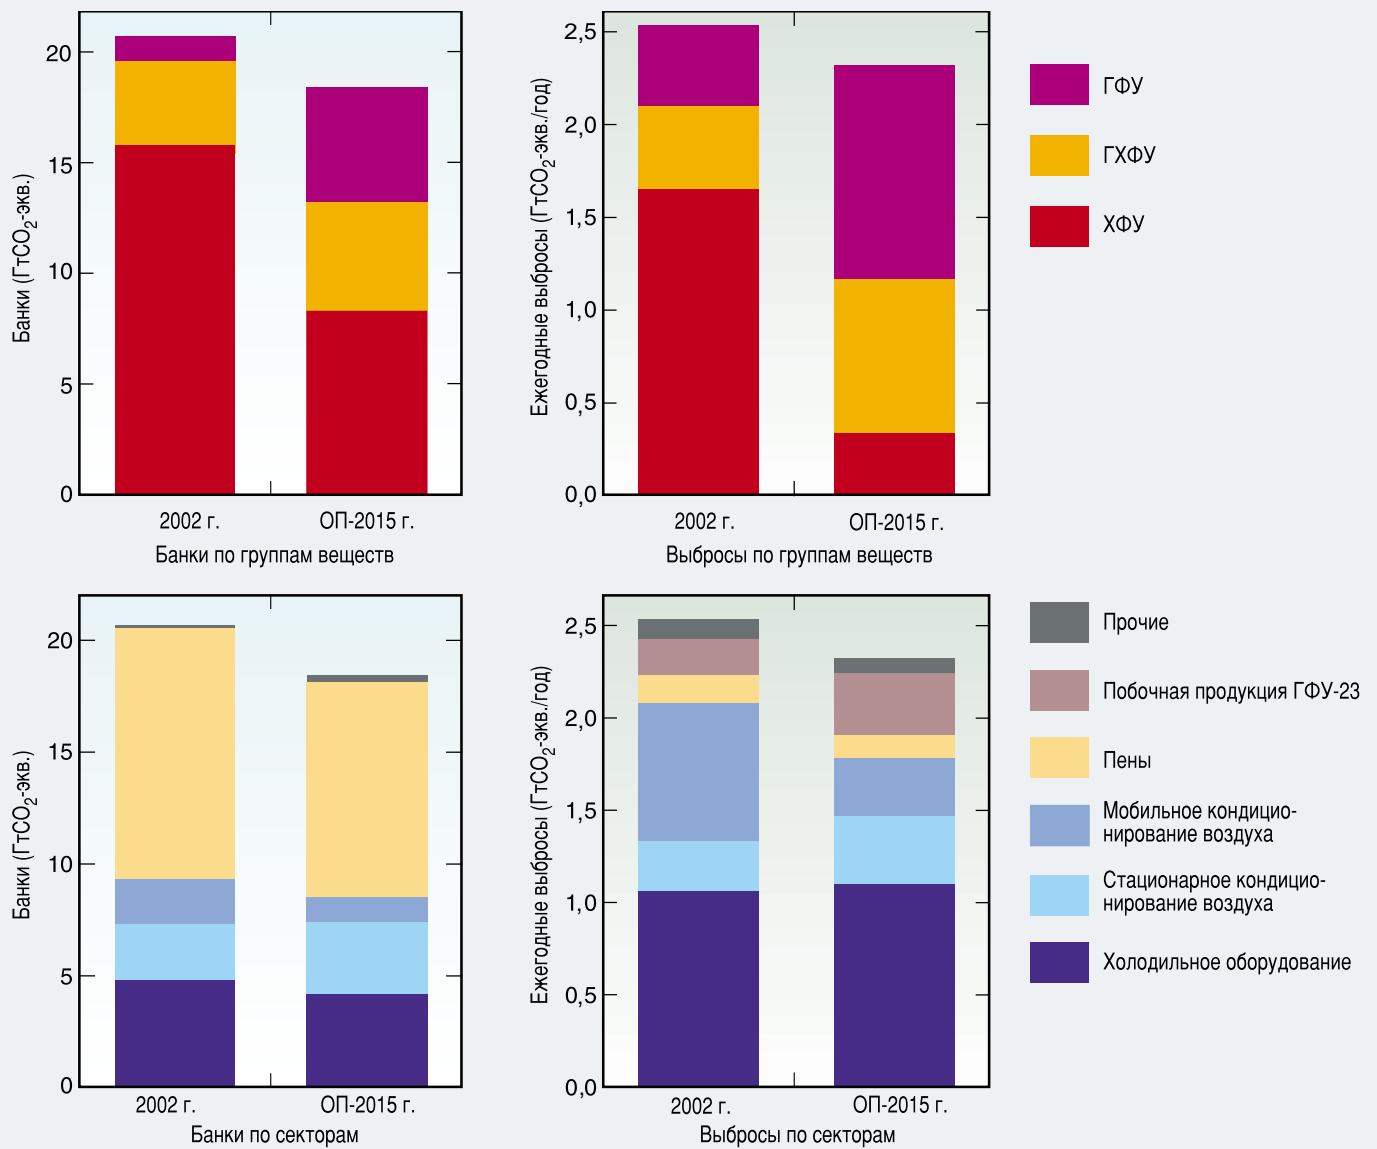 Банки (ГтCO2-экв.)
20
15
10
5
0
2002 г.
ОП-2015 г.
Банки по группам веществ
Ежегодные выбросы (ГтCO2-экв./год)
2,5
2,0
1,5
1,0
0,5
0,0
2002 г.
ОП-2015 г.
Выбросы по группам веществ
ГФУ
ГХФУ
ХФУ
Банки (ГтCO2-экв.)
20
15
10
5
0
2002 г.
ОП-2015 г.
Банки по секторам
Ежегодные выбросы (ГтCO2-экв./год)
2,5
2,0
1,5
1,0
0,5
0,0
2002 г.
ОП-2015 г.
Выбросы по секторам
Прочие
Побочная продукция ГФУ-23
Пены
Мобильное кондицио-
нирование воздуха
Стационарное кондицио-
нирование воздуха
Холодильное оборудование